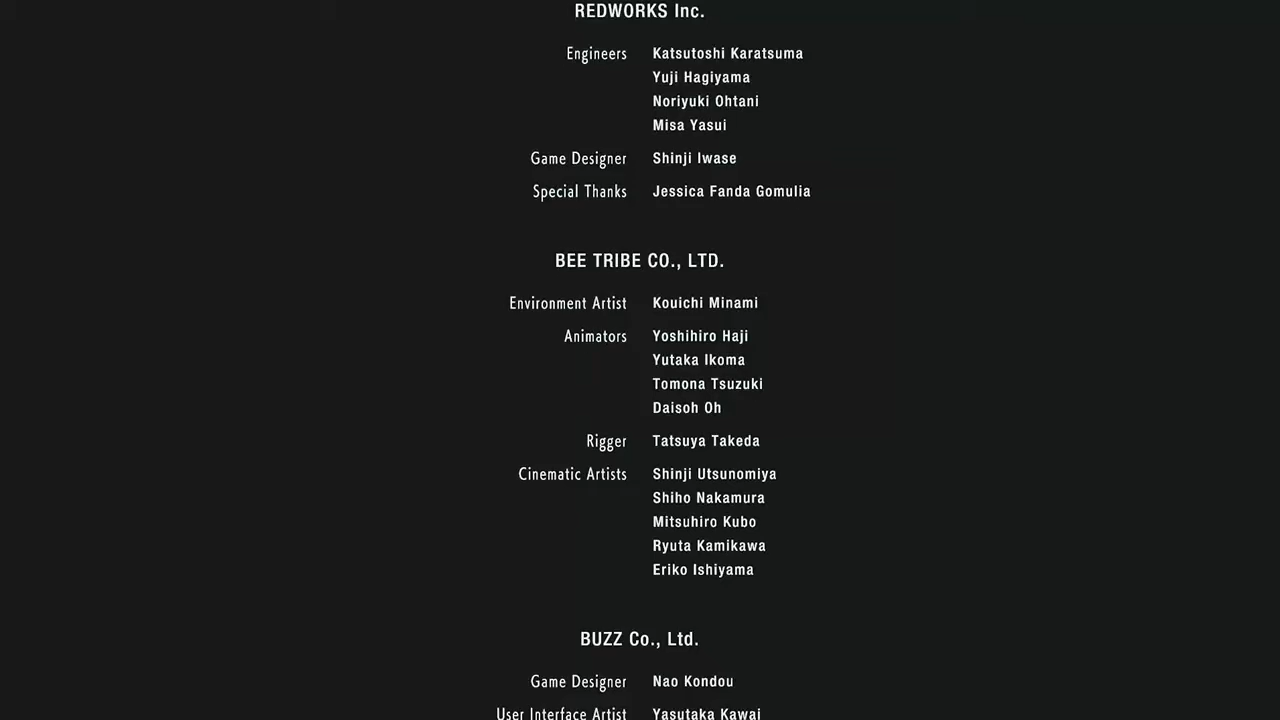 REDWORKS Inc.
Engineers Katsutoshi Karatsuma
Yuji Hagiyama
Noriyuki Ohtani
Misa Yasui
Game Designer Shinji Iwase
Special Thanks Jessica Fanda Gomulia
BEE TRIBE CO., LTD.
Environment Artist Kouichi Minami
Animators Yoshihiro Haji
Yutaka Ikoma
Tomona Tsuzuki
Daisoh Oh
Rigger Tatsuya Takeda
Cinematic Artists Shinji Utsunomiya
Shiho Nakamura
Mitsuhiro Kubo
Ryuta Kamikawa
Eriko Ishiyama
BUZZ Co., Ltd.
Game Designer Nao Kondou
User Interface Artist Yasutaka Kawai